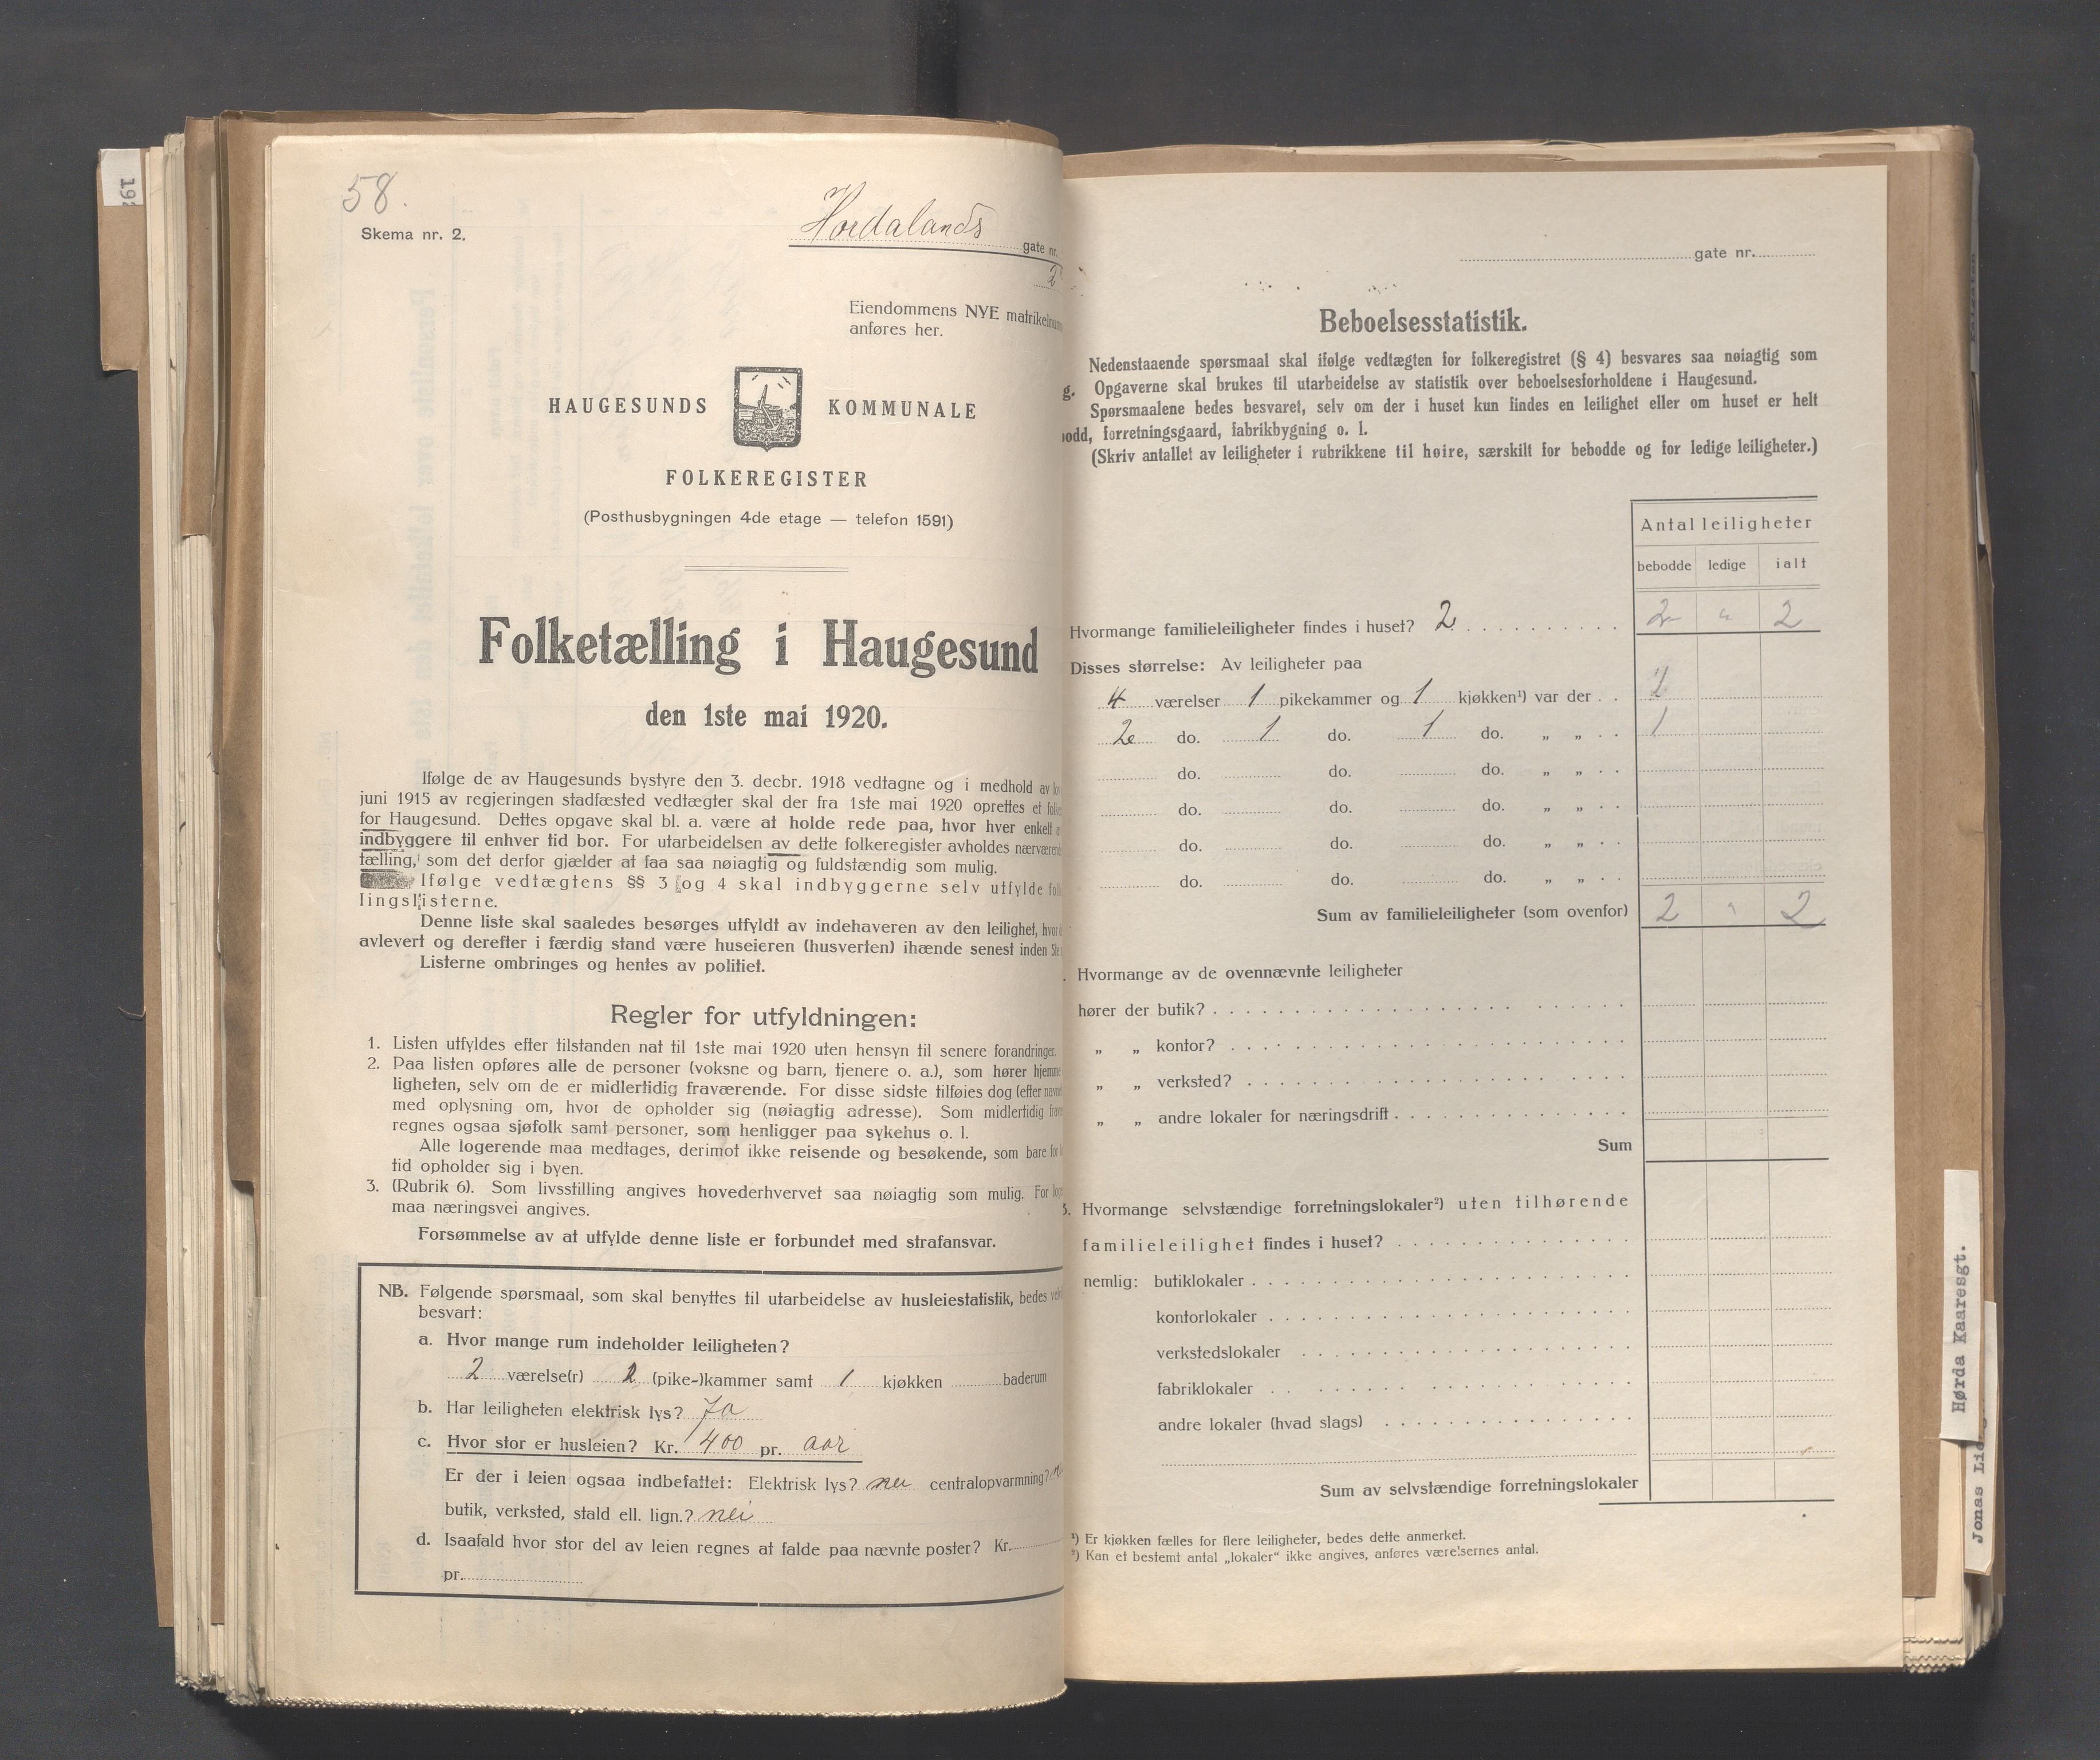 58.
Skema nr. 2.
Hordalands
gate nr.
2
Eiendommens NYE matrikelnum
anføres her.
HAUGESUNDS KOMMUNALE
FOLKEREGISTER
(Posthusbygningen 4de etage — telefon 1591)
Folketælling i Haugesund
den 1ste mai 1920.
Ifølge de av Haugesunds bystyre den 3. decbr. 1918 vedtagne og i medhold av lov
juni 1915 av regjeringen stadfæsted vedtægter skal der fra 1ste mai 1920 oprettes et folke
for Haugesund. Dettes opgave skal bl. a. være at holde rede paa, hvor hver enkelt a
indbyggere til enhver tid bor. For utarbeidelsen av dette folkeregister avholdes nærværen
tælling, som det derfor gjælder at faa saa nøiagtig og fuldstændig som mulig.
Ifølge vedtægtens §§ 3 og 4 skal indbyggerne selv utfylde fol
lingslisterne.
Denne liste skal saaledes besørges utfyldt av indehaveren av den leilighet, hvor
avlevert og derefter i færdig stand være huseieren (husverten) ihænde senest inden 5te
Listerne ombringes og hentes av politiet.
Regler for utfyldningen:
1. Listen utfyldes efter tilstanden nat til 1ste mai 1920 uten hensyn til senere forandringer.
2. Paa listen opføres alle de personer (voksne og barn, tjenere o. a.), som hører hjemme
ligheten, selv om de er midlertidig fraværende. For disse sidste tilføies dog (efter navne
med oplysning om, hvor de opholder sig (nøiagtig adresse). Som midlertidig frave
regnes ogsaa sjøfolk samt personer, som henligger paa sykehus o. l.
Alle logerende maa medtages, derimot ikke reisende og besøkende, som bare for k
tid opholder sig i byen.
3. (Rubrik 6). Som livsstilling angives hovederhvervet saa nøiagtig som mulig. For loge
maa næringsvei angives.
Forsømmelse av at utfylde denne liste er forbundet med strafansvar.
NB. Følgende spørsmaal, som skal benyttes til utarbeidelse av husleiestatistik, bedes vels
besvart:
a. Hvor mange rum indeholder leiligheten?
2 værelse(r) 2 (pike-)kammer samt 1 kjøkken baderum
b. Har leiligheten elektrisk lys? Ja
c. Hvor stor er husleien? Kr. 400 pr. aar
Er der i leien ogsaa indbefattet: Elektrisk lys? nei centralopvarmning?
butik, verksted, stald ell. lign.? nei
d. Isaafald hvor stor del av leien regnes at falde paa nævnte poster? Kr.
pr.
gate nr.
Beboelsesstatistik.
Nedenstaaende spørsmaal skal ifølge vedtægten for folkeregistret (§ 4) besvares saa nøiagtig som
g. Opgaverne skal brukes til utarbeidelse av statistik over beboelsesforholdene i Haugesund.
Spørsmaalene bedes besvaret, selv om der i huset kun findes en leilighet eller om huset er helt
odd, forretningsgaard, fabrikbygning o. l.
(Skriv antallet av leiligheter i rubrikkene til høire, særskilt for bebodde og for ledige leiligheter.)
Antal leiligheter
bebodde ledige ialt
Hvormange familieleiligheter findes i huset? 2 2 " 2
Disses størrelse: Av leiligheter paa
4 værelser 1 pikekammer og 1 kjøkken¹) var der . . 1
2 do. 1 do. 1 do. „ „ . . 1
do. do. do. „ „ . .
do. do. do. „ „ . .
do. do. do. „ „ . .
do. do. do. „ „ . .
Sum av familieleiligheter (som ovenfor) 2 " 2
Hvormange av de ovennævnte leiligheter
hører der butik?
„ „ kontor?
„ „ verksted?
„ „ andre lokaler for næringsdrift
Sum
3. Hvormange selvstændige forretningslokaler²) uten tilhørende
familieleilighet findes i huset?
nemlig: butiklokaler
kontorlokaler
verkstedslokaler
fabriklokaler
andre lokaler (hvad slags)
Sum av selvstændige forretningslokaler
¹) Er kjøkken fælles for flere leiligheter, bedes dette anmerket.
²) Kan et bestemt antal „lokaler“ ikke angives, anføres værelsernes antal.
Hørda Kaaresgt.
Jonas Lie